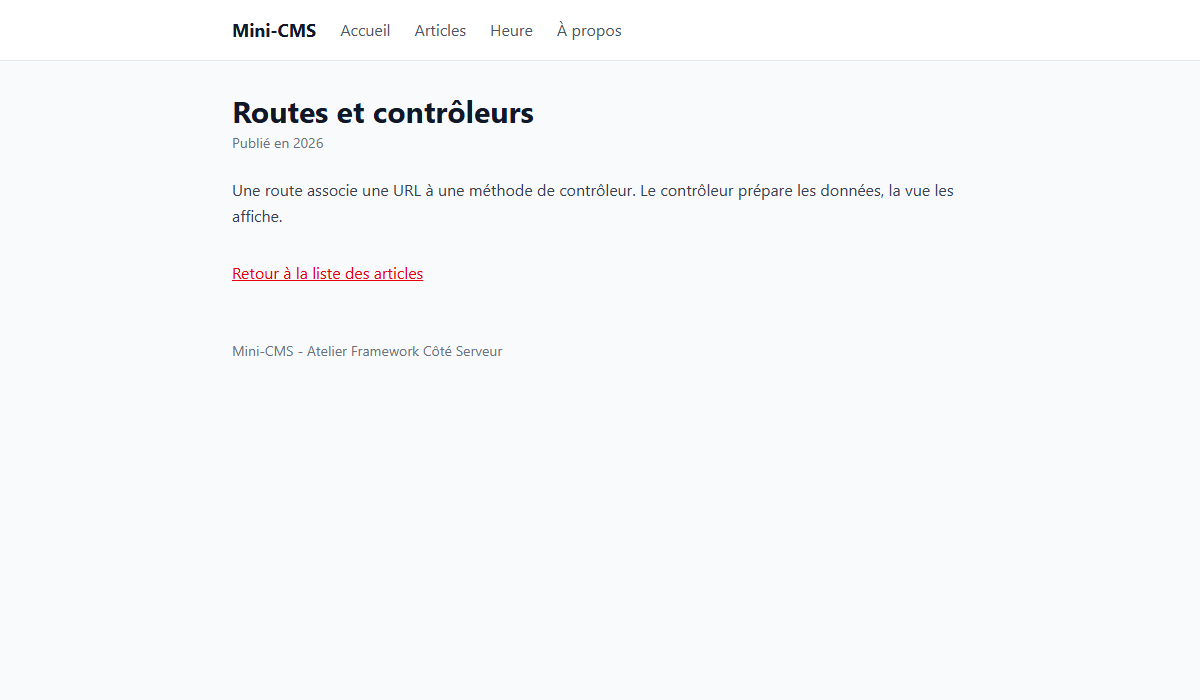 Mini-CMS Accueil Articles Heure À propos
Routes et contrôleurs
Publié en 2026
Une route associe une URL à une méthode de contrôleur. Le contrôleur prépare les données, la vue les
affiche.
Retour à la liste des articles
Mini-CMS - Atelier Framework Côté Serveur